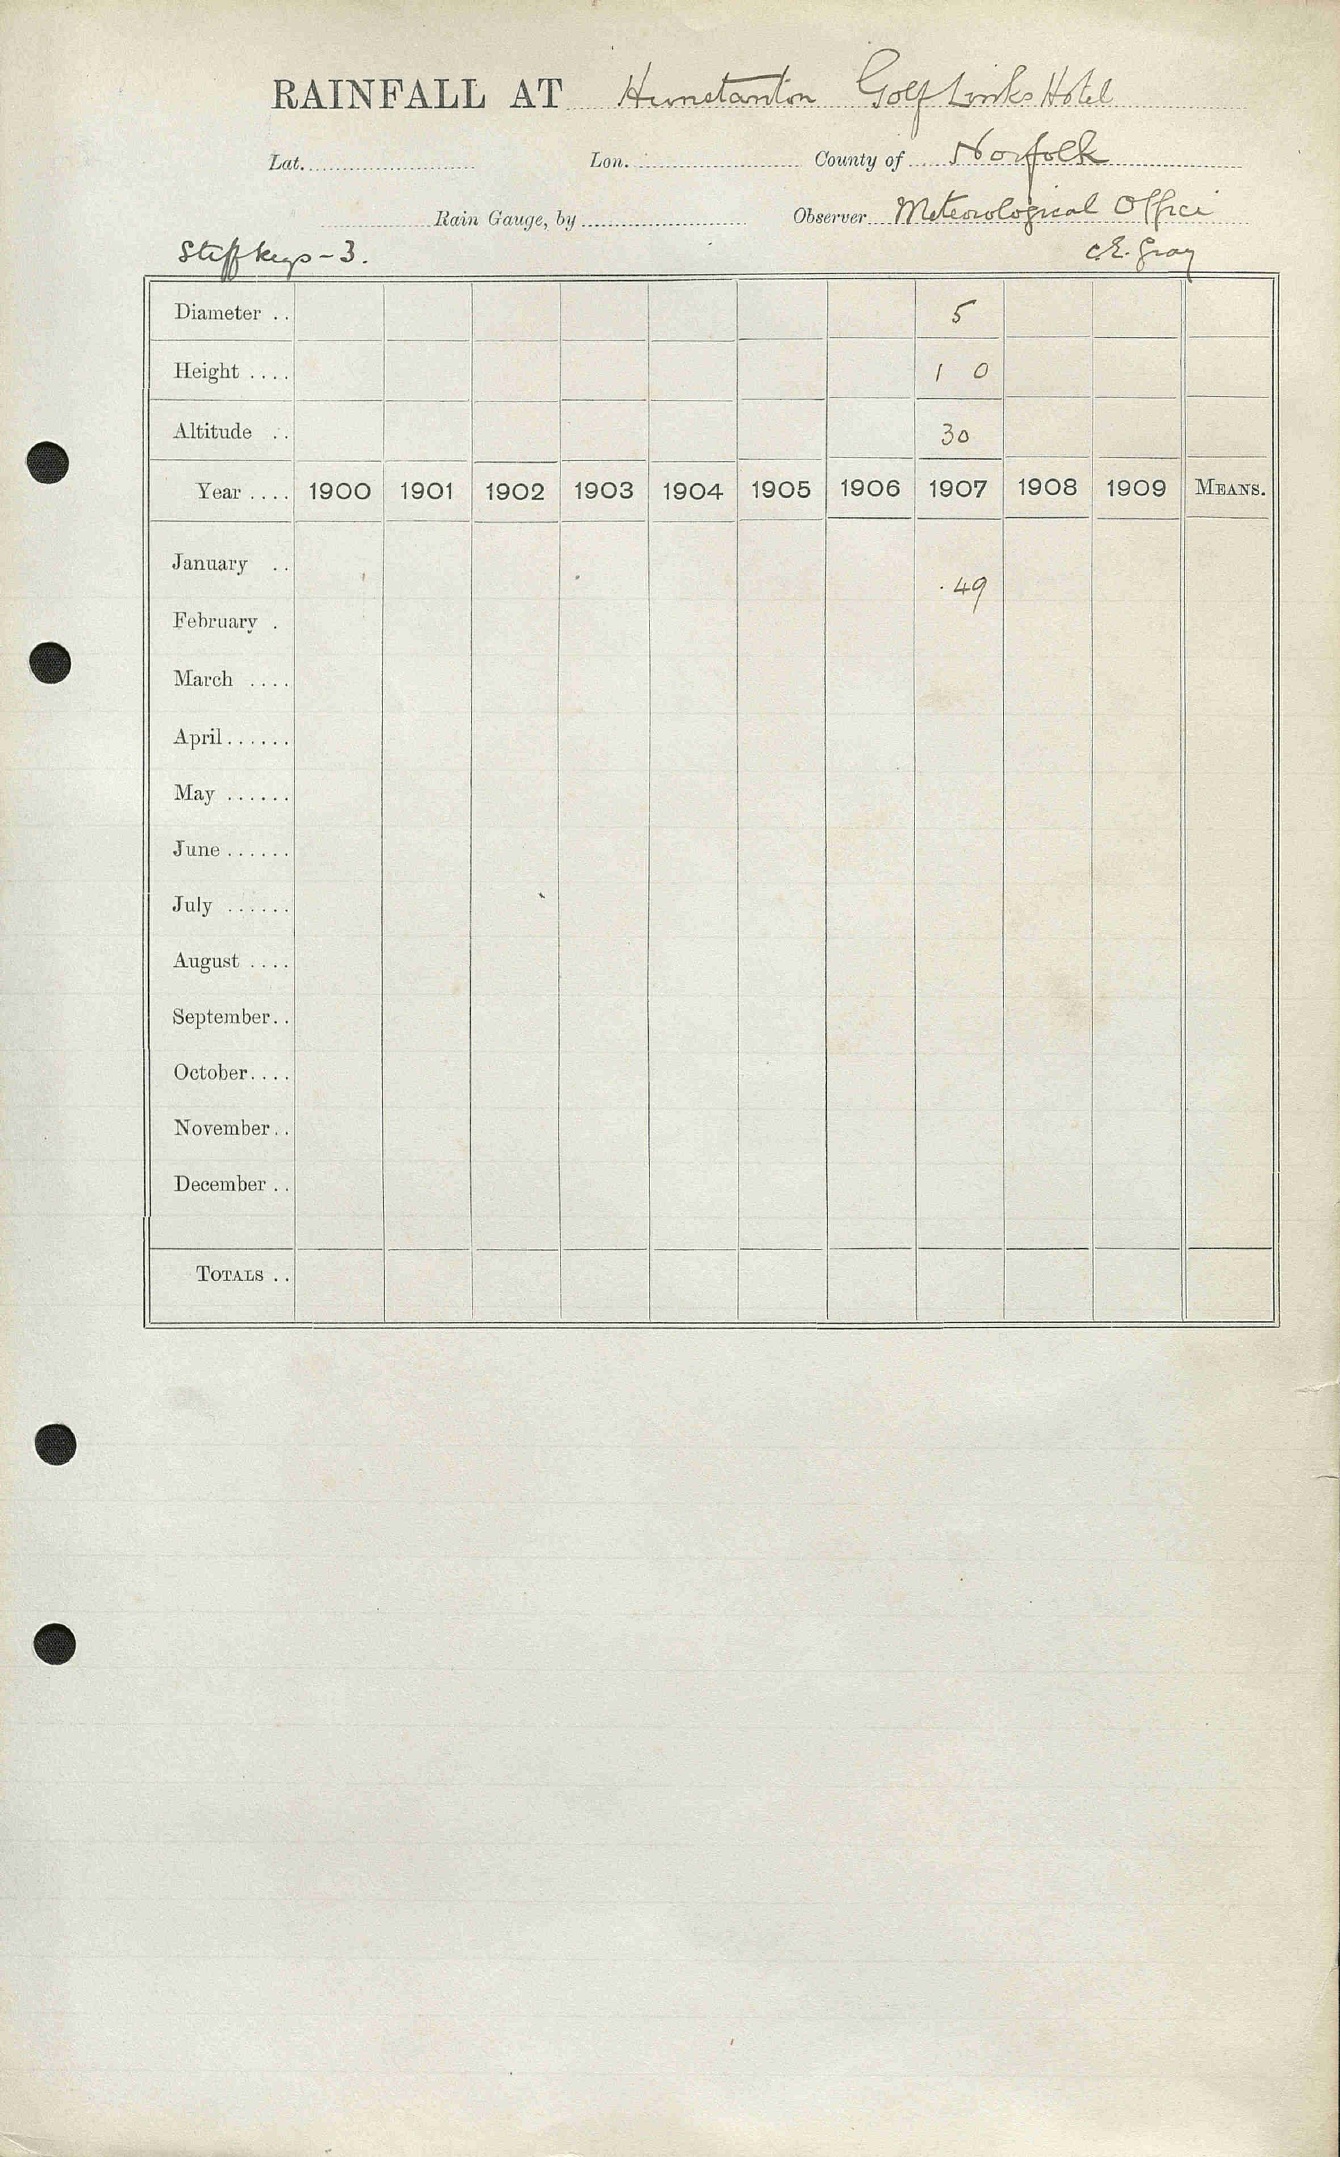 RAINFALL AT Hunstanton Golf Links Hotel
Lat. Lon. County of Norfolk
Rain Gauge, by Observer Meteorological Office
Stiffkey - 3. C.E. Gray
Diameter .. 5
Height .... 1 0
Altitude .. 30
Year .... 1900 1901 1902 1903 1904 1905 1906 1907 1908 1909 MEANS.
January .. .49
February .
March ....
April ......
May ......
June ......
July ......
August ....
September..
October....
November..
December ..
TOTALS ..